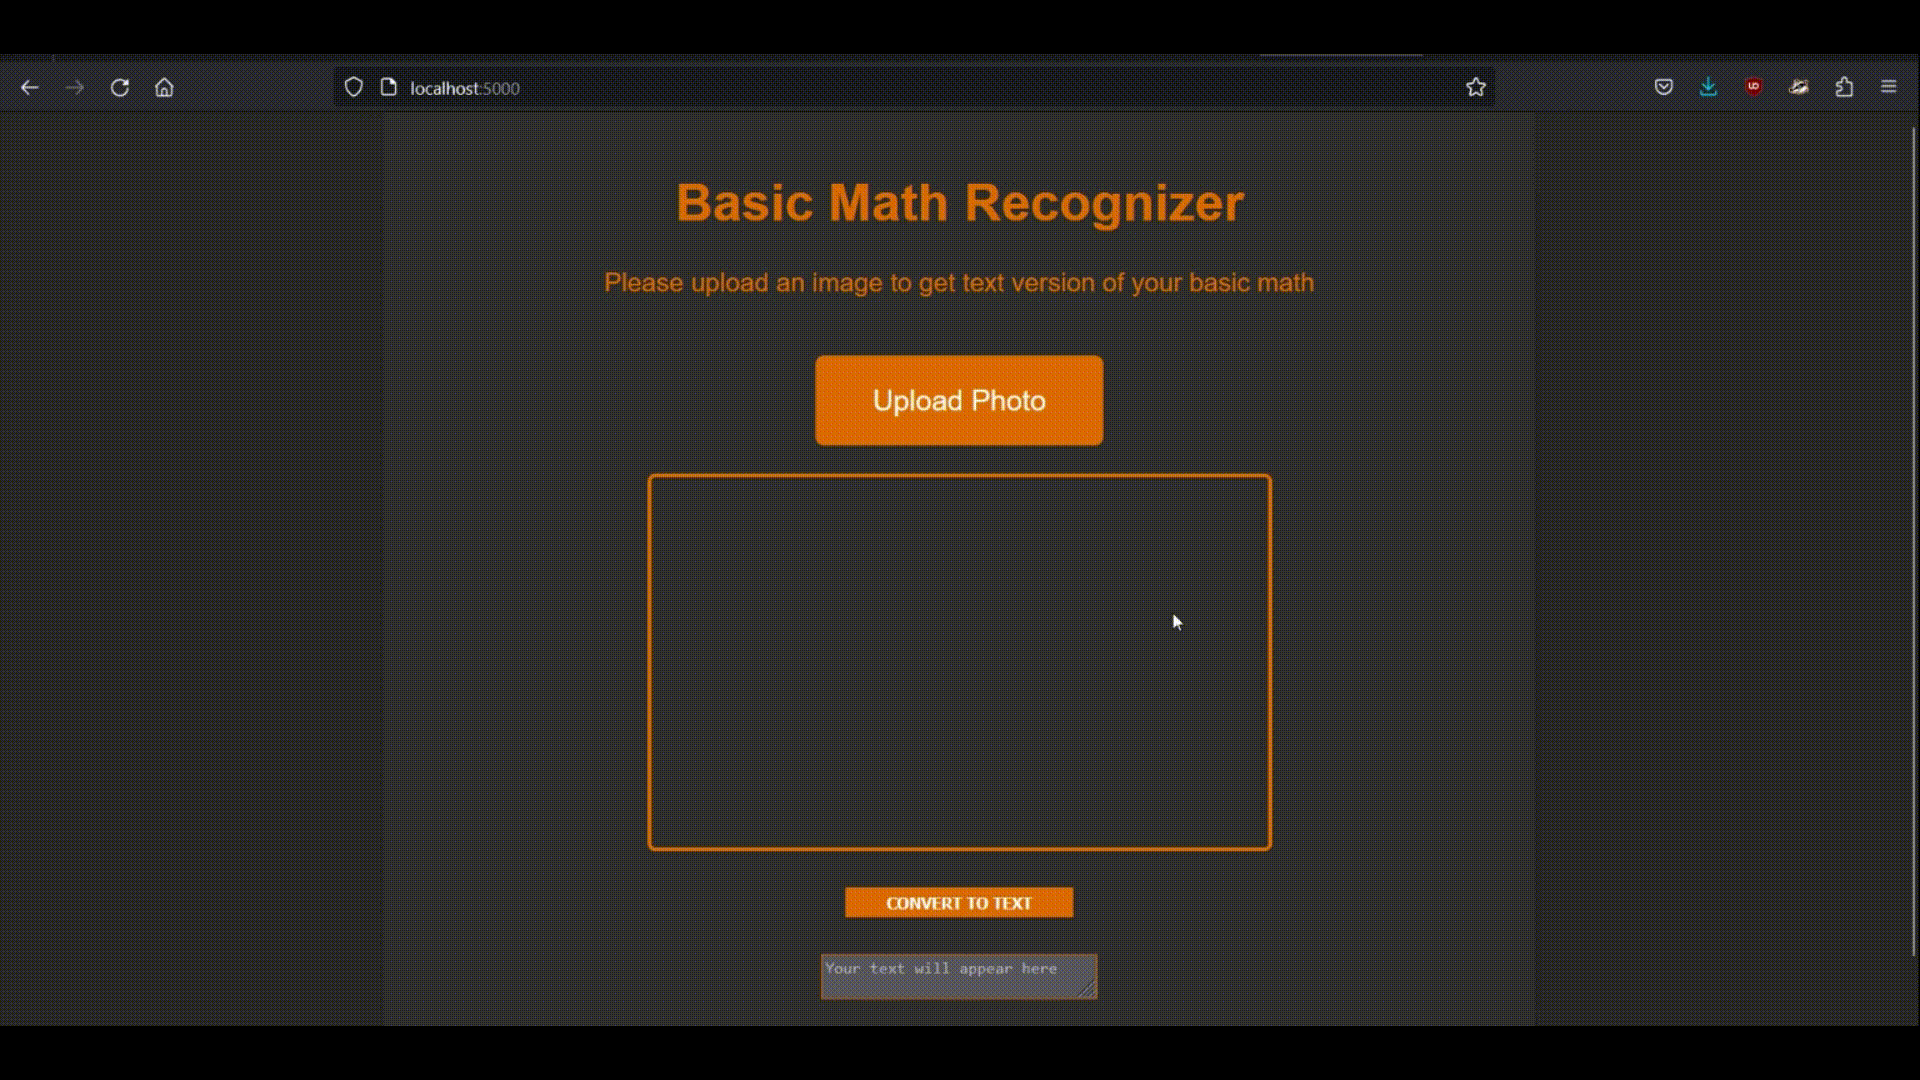 localhost:5000
Basic Math Recognizer
Please upload an image to get text version of your basic math
Upload Photo
CONVERT TO TEXT
Your text will appear here